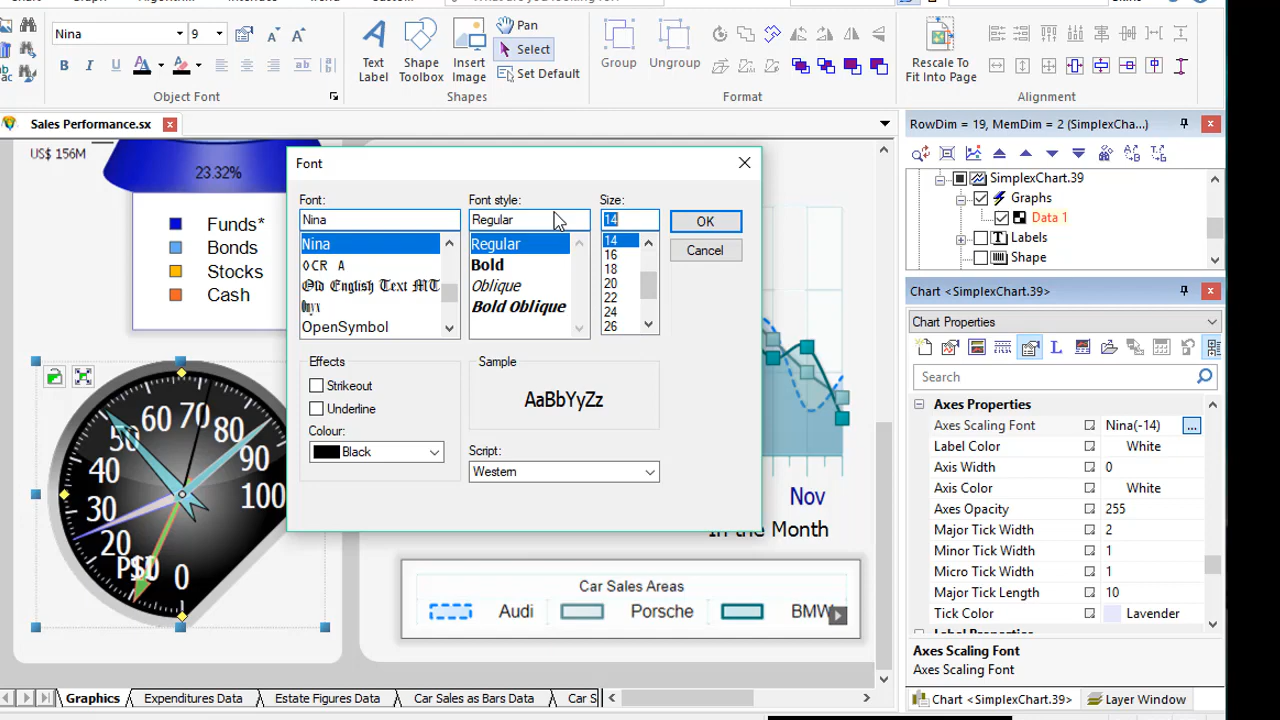 Nina
9
Pan
Select
Set Default
Text
Label
Shape
Toolbox
Insert
Image
Group
Ungroup
Rescale To
Fit Into Page
B
I
U
A
Object Font
Shapes
Format
Alignment
Sales Performance.sx
US$ 156M
23.32%
Funds*
Bonds
Stocks
Cash
0
20
30
40
50
60
70
80
90
100
Font
Font:
Font style:
Size:
Nina
Regular
14
OK
Cancel
Nina
OCR A
Old English Text MT
Onyx
OpenSymbol
Regular
Bold
Oblique
Bold Oblique
14
16
18
20
22
24
26
Effects
Strikeout
Underline
Colour:
Black
Sample
AaBbYyZz
Script:
Western
Nov
In the Month
Car Sales Areas
Audi
Porsche
BMW
Graphics
Expenditures Data
Estate Figures Data
Car Sales as Bars Data
Car S
RowDim = 19, MemDim = 2 (SimplexCha...)
SimplexChart.39
Graphs
Data 1
Labels
Shape
Chart <SimplexChart.39>
Chart Properties
Search
Axes Properties
Axes Scaling Font Nina(-14) ...
Label Color White
Axis Width 0
Axis Color White
Axes Opacity 255
Major Tick Width 2
Minor Tick Width 1
Micro Tick Width 1
Major Tick Length 10
Tick Color Lavender
Label Properties
Axes Scaling Font
Axes Scaling Font
Chart <SimplexChart.39>
Layer Window